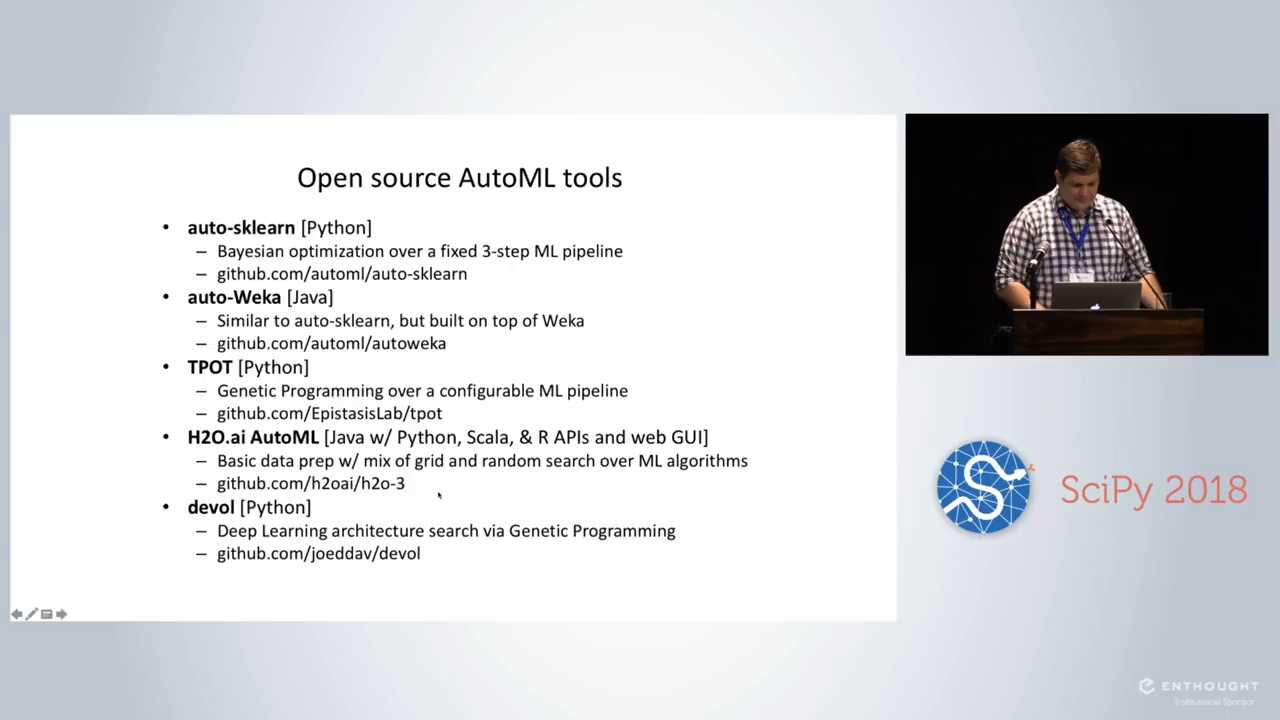 Open source AutoML tools
• auto-sklearn [Python]
– Bayesian optimization over a fixed 3-step ML pipeline
– github.com/automl/auto-sklearn
• auto-Weka [Java]
– Similar to auto-sklearn, but built on top of Weka
– github.com/automl/autoweka
• TPOT [Python]
– Genetic Programming over a configurable ML pipeline
– github.com/EpistasisLab/tpot
• H2O.ai AutoML [Java w/ Python, Scala, & R APIs and web GUI]
– Basic data prep w/ mix of grid and random search over ML algorithms
– github.com/h2oai/h2o-3
• devol [Python]
– Deep Learning architecture search via Genetic Programming
– github.com/joeddav/devol
SciPy 2018
ENTHOUGHT
Institutional Sponsor